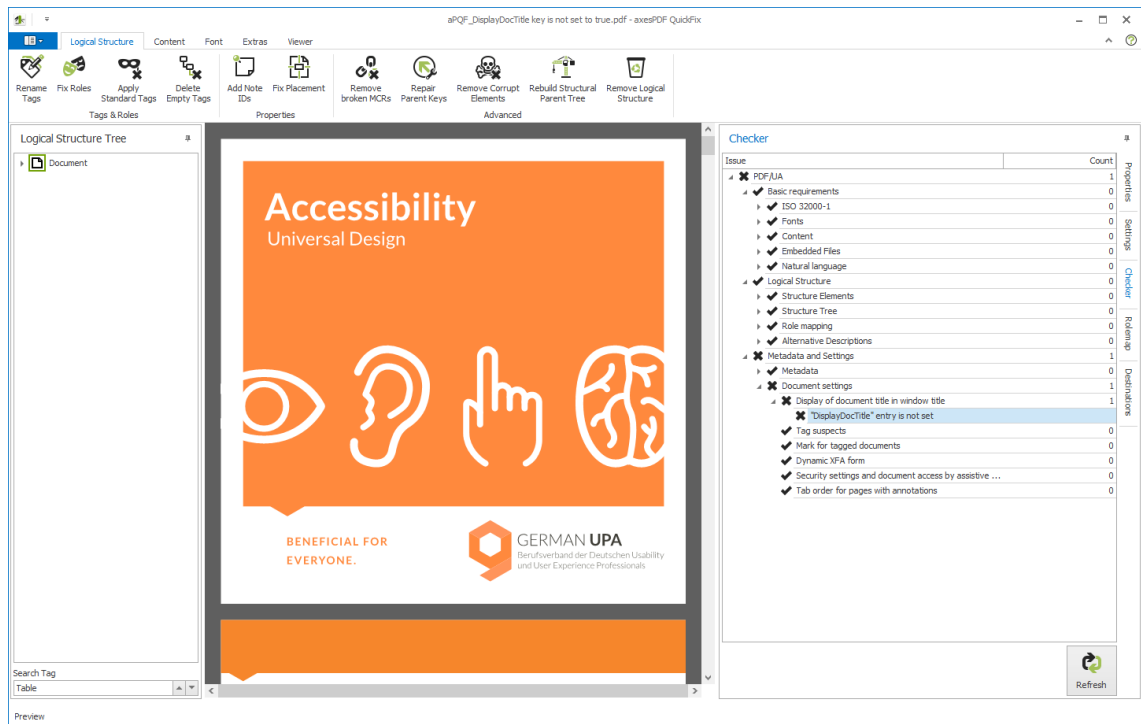 aPQF_DisplayDocTitle key is not set to true.pdf - axesPDF QuickFix
Logical Structure Content Font Extras Viewer
Rename Tags
Fix Roles
Apply Standard Tags
Delete Empty Tags
Add Note IDs
Fix Placement
Remove broken MCRs
Repair Parent Keys
Remove Corrupt Elements
Rebuild Structural Parent Tree
Remove Logical Structure
Tags & Roles
Properties
Advanced
Logical Structure Tree
Document
Search Tag
Table
Preview
Accessibility
Universal Design
BENEFICIAL FOR
EVERYONE.
GERMAN UPA
Berufsverband der Deutschen Usability
und User Experience Professionals
Checker
Issue Count
PDF/UA 1
Basic requirements 0
ISO 32000-1 0
Fonts 0
Content 0
Embedded Files 0
Natural language 0
Logical Structure 0
Structure Elements 0
Structure Tree 0
Role mapping 0
Alternative Descriptions 0
Metadata and Settings 1
Metadata 0
Document settings 1
Display of document title in window title 1
"DisplayDocTitle" entry is not set
Tag suspects 0
Mark for tagged documents 0
Dynamic XFA form 0
Security settings and document access by assistive ... 0
Tab order for pages with annotations 0
Refresh
Properties
Settings
Checker
Rolemap
Destinations